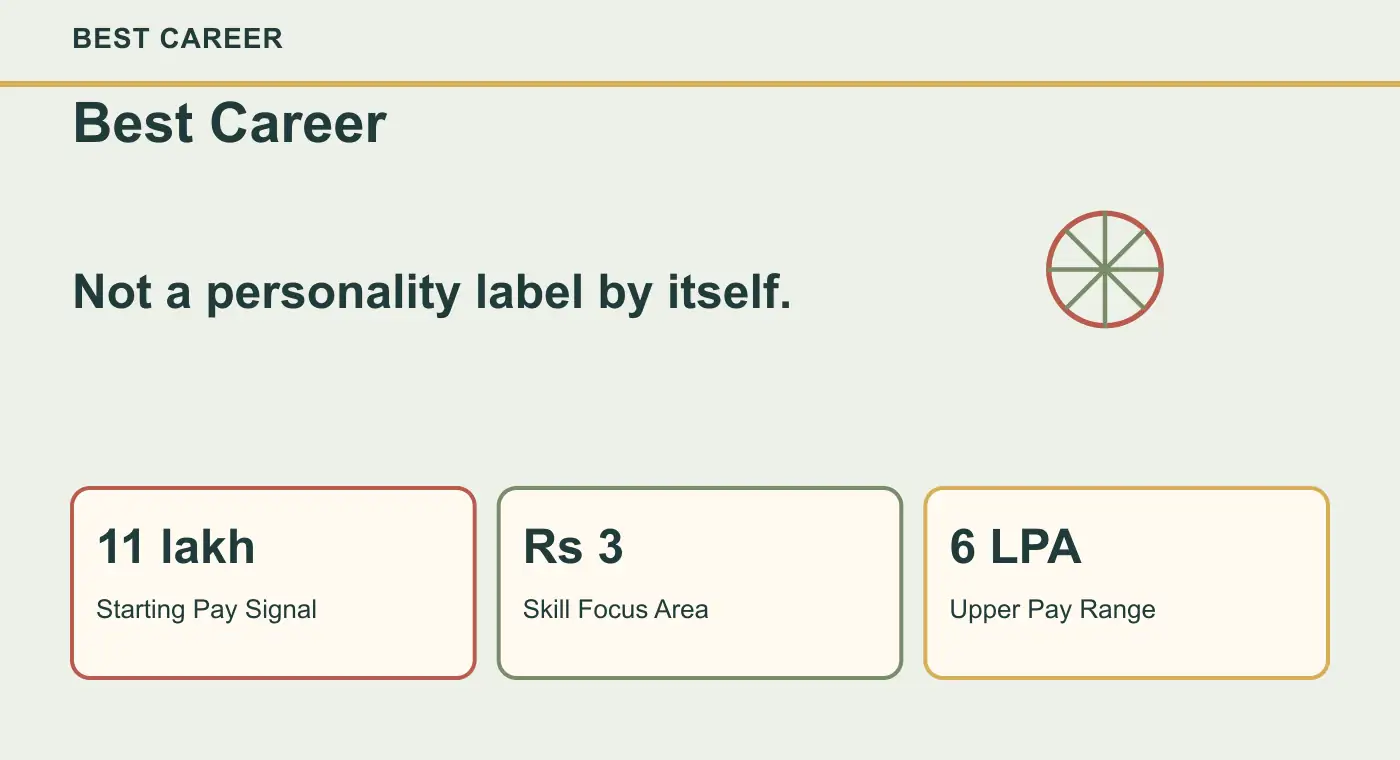 BEST CAREER
Best Career
Not a personality label by itself.
11 lakh
Starting Pay Signal
Rs 3
Skill Focus Area
6 LPA
Upper Pay Range